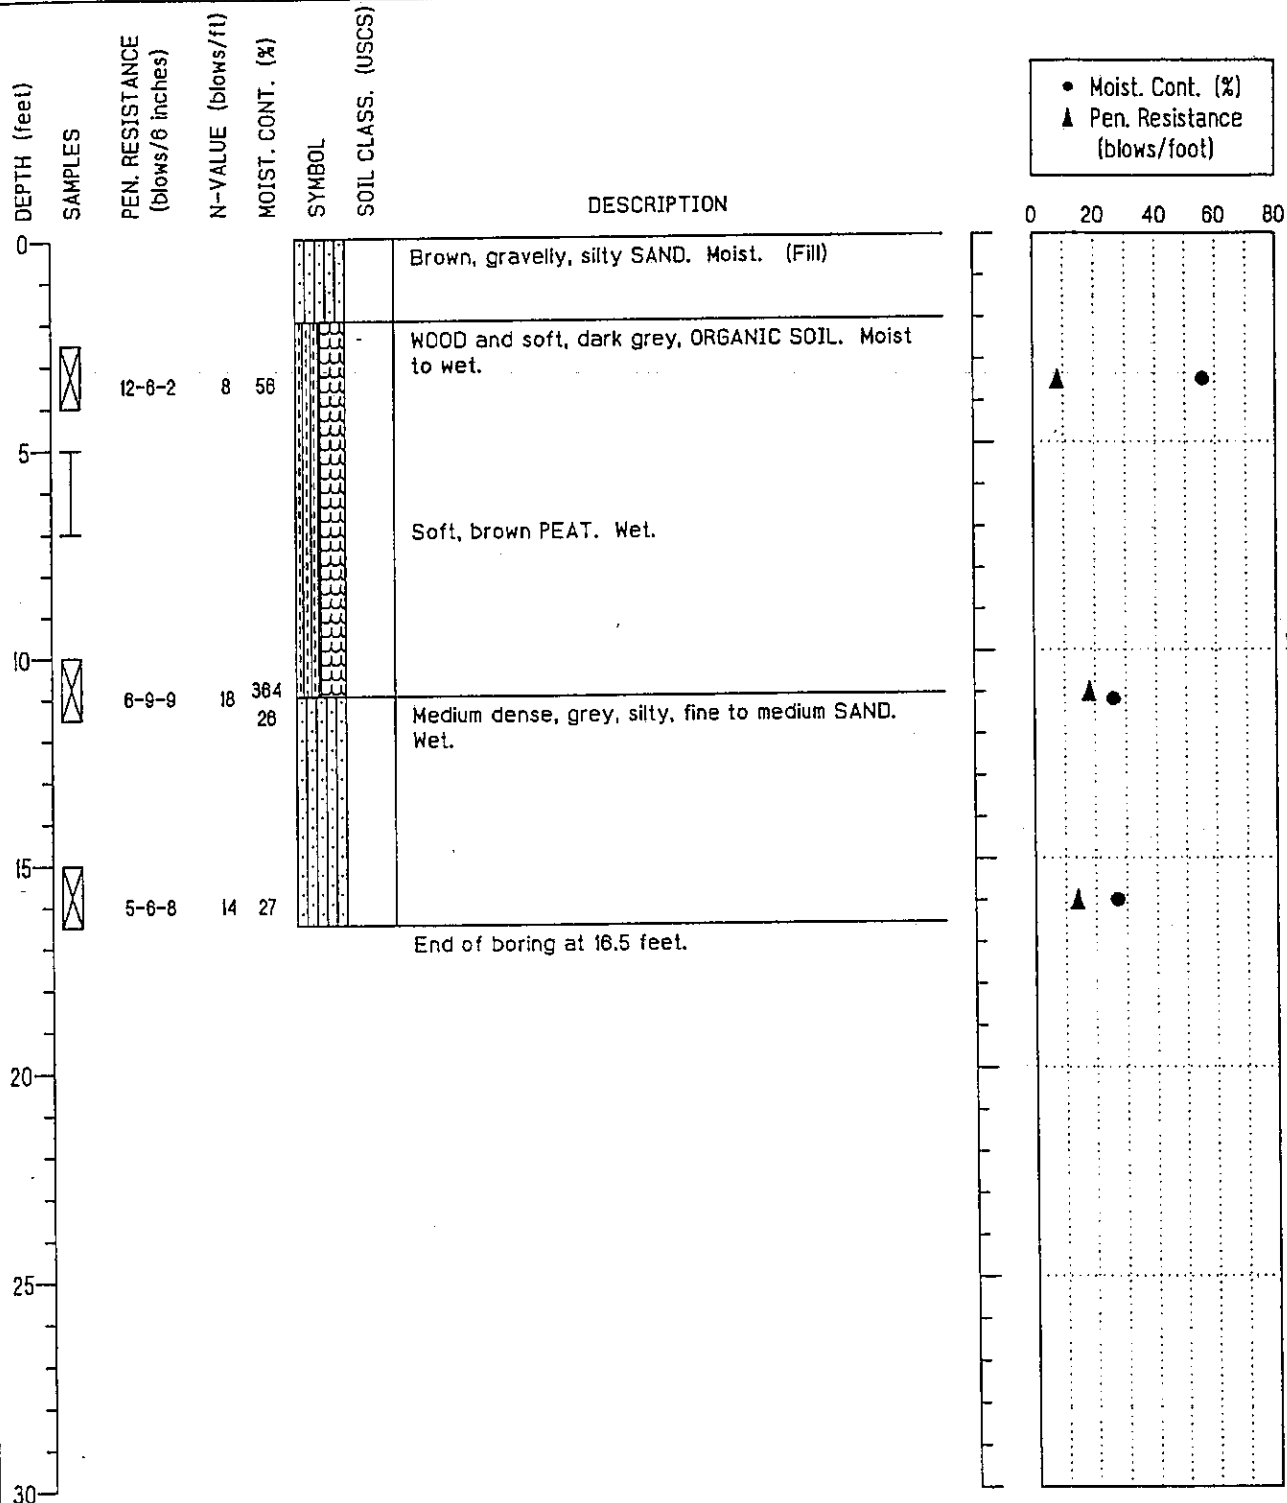 DEPTH (feet)
SAMPLES
PEN. RESISTANCE
(blows/6 inches)
N-VALUE (blows/ft)
MOIST. CONT. (%)
SYMBOL
SOIL CLASS. (USCS)
DESCRIPTION
● Moist. Cont. (%)
▲ Pen. Resistance
(blows/foot)
0 20 40 60 80
0
Brown, gravelly, silty SAND. Moist. (Fill)
WOOD and soft, dark grey, ORGANIC SOIL. Moist
to wet.
12-6-2 8 56
5
Soft, brown PEAT. Wet.
10
6-9-9 18 364
26
Medium dense, grey, silty, fine to medium SAND.
Wet.
15
5-6-8 14 27
End of boring at 16.5 feet.
20
25
30